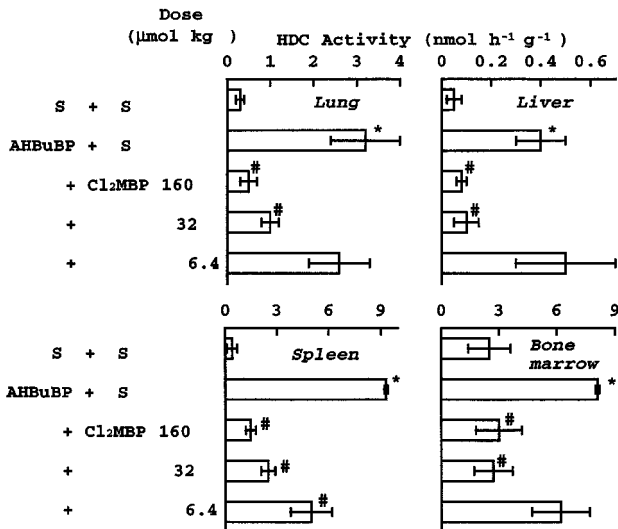 Dose
(µmol kg ) HDC Activity (nmol h⁻¹ g⁻¹)
0 1 2 3 4 0 0.2 0.4 0.6
S + S Lung Liver
AHBuBP + S * *
+ Cl₂MBP 160 # #
+ 32 # #
+ 6.4
0 3 6 9 0 3 6 9
S + S Spleen Bone
marrow
AHBuBP + S * *
+ Cl₂MBP 160 # #
+ 32 # #
+ 6.4 #